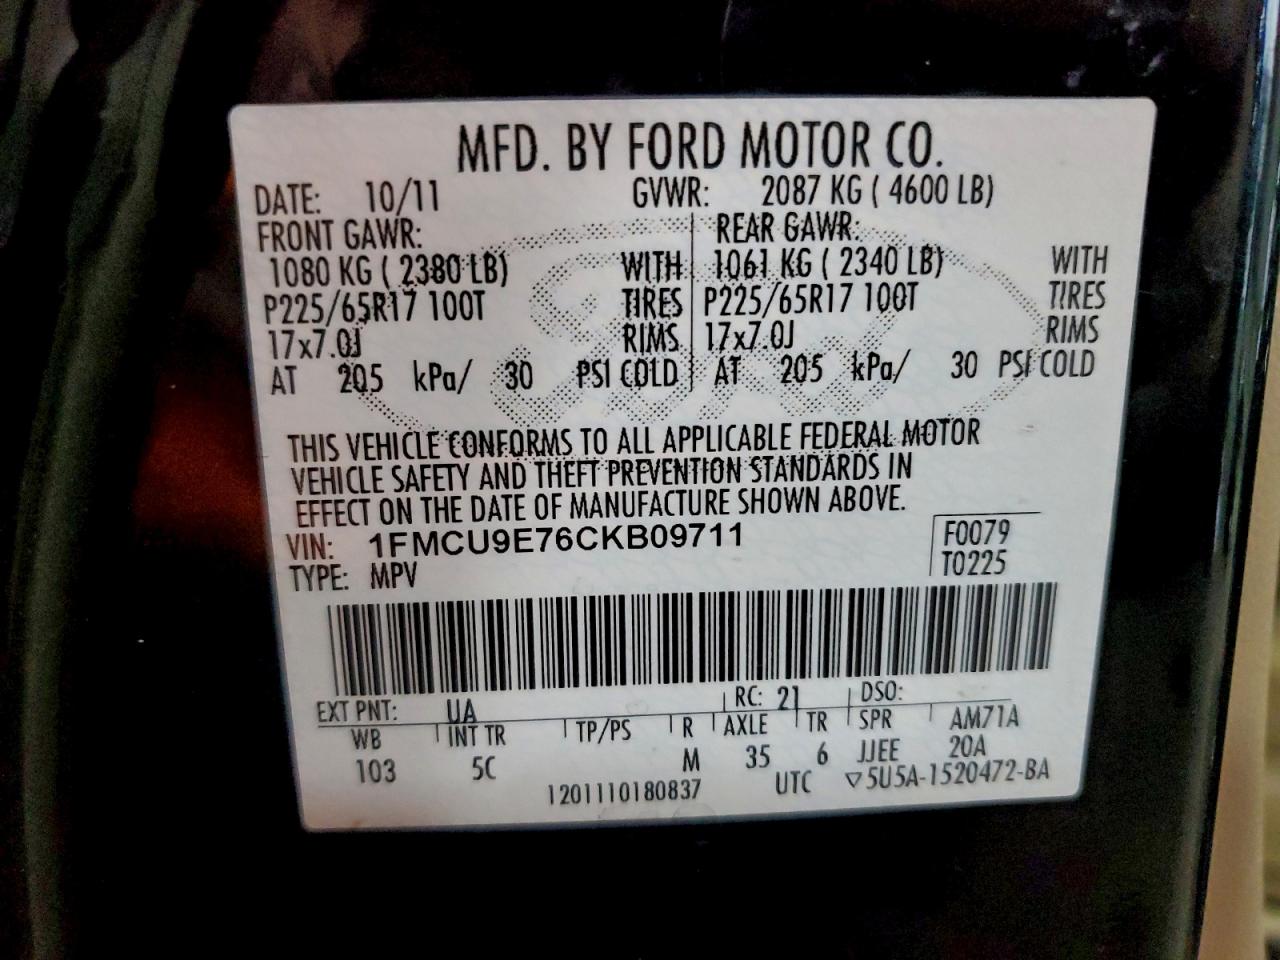 MFD. BY FORD MOTOR CO.
DATE: 10/11 GVWR: 2087 KG ( 4600 LB)
FRONT GAWR: REAR GAWR:
1080 KG ( 2380 LB) WITH 1061 KG ( 2340 LB) WITH
P225/65R17 100T TIRES P225/65R17 100T TIRES
17x7.0J RIMS 17x7.0J RIMS
AT 205 kPa/ 30 PSI COLD AT 205 kPa/ 30 PSI COLD
THIS VEHICLE CONFORMS TO ALL APPLICABLE FEDERAL MOTOR
VEHICLE SAFETY AND THEFT PREVENTION STANDARDS IN
EFFECT ON THE DATE OF MANUFACTURE SHOWN ABOVE.
VIN: 1FMCU9E76CKB09711 F0079
TYPE: MPV T0225
EXT PNT: UA RC: 21 DSO:
WB INT TR TP/PS R AXLE TR SPR AM71A
103 5C M 35 6 JJEE 20A
1201110180837 UTC ▽5U5A-1520472-BA